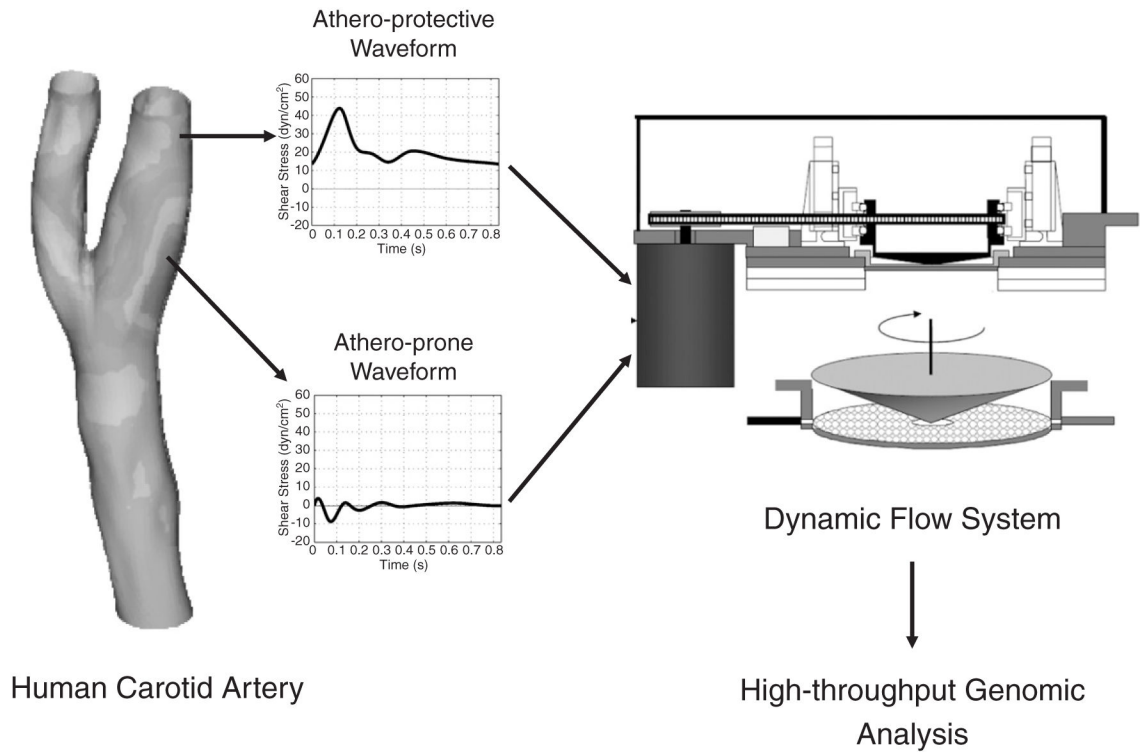 Athero-protective
Waveform
Shear Stress (dyn/cm²)
60
50
40
30
20
10
0
-10
-20
0 0.1 0.2 0.3 0.4 0.5 0.6 0.7 0.8
Time (s)
Athero-prone
Waveform
Shear Stress (dyn/cm²)
60
50
40
30
20
10
0
-10
-20
0 0.1 0.2 0.3 0.4 0.5 0.6 0.7 0.8
Time (s)
Dynamic Flow System
Human Carotid Artery
High-throughput Genomic
Analysis